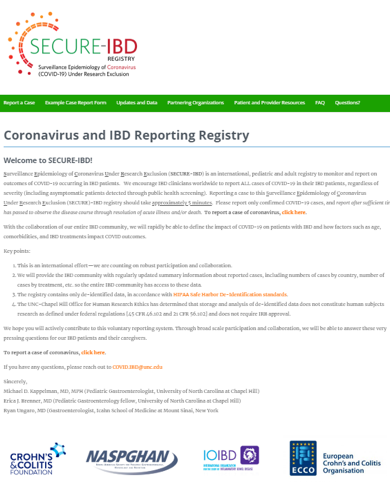 SECURE-IBD
REGISTRY
Surveillance Epidemiology of Coronavirus
(COVID-19) Under Research Exclusion
Report a Case Example Case Report Form Updates and Data Partnering Organizations Patient and Provider Resources FAQ Questions?
Coronavirus and IBD Reporting Registry
Welcome to SECURE-IBD!
Surveillance Epidemiology of Coronavirus Under Research Exclusion (SECURE-IBD) is an international, pediatric and adult registry to monitor and report on
outcomes of COVID-19 occurring in IBD patients. We encourage IBD clinicians worldwide to report ALL cases of COVID-19 in their IBD patients, regardless of
severity (including asymptomatic patients detected through public health screening). Reporting a case to this Surveillance Epidemiology of Coronavirus
Under Research Exclusion (SECURE)-IBD registry should take approximately 5 minutes. Please report only confirmed COVID-19 cases, and report after sufficient time
has passed to observe the disease course through resolution of acute illness and/or death. To report a case of coronavirus, click here.
With the collaboration of our entire IBD community, we will rapidly be able to define the impact of COVID-19 on patients with IBD and how factors such as age,
comorbidities, and IBD treatments impact COVID outcomes.
Key points:
1. This is an international effort—we are counting on robust participation and collaboration.
2. We will provide the IBD community with regularly updated summary information about reported cases, including numbers of cases by country, number of
cases by treatment, etc. so the entire IBD community has access to these data.
3. The registry contains only de-identified data, in accordance with HIPAA Safe Harbor De-Identification standards.
4. The UNC-Chapel Hill Office for Human Research Ethics has determined that storage and analysis of de-identified data does not constitute human subjects
research as defined under federal regulations [45 CFR 46.102 and 21 CFR 56.102] and does not require IRB approval.
We hope you will actively contribute to this voluntary reporting system. Through broad scale participation and collaboration, we will be able to answer these very
pressing questions for our IBD patients and their caregivers.
To report a case of coronavirus, click here.
If you have any questions, please reach out to COVID.IBD@unc.edu
Sincerely,
Michael D. Kappelman, MD, MPH (Pediatric Gastroenterologist, University of North Carolina at Chapel Hill)
Erica J. Brenner, MD (Pediatric Gastroenterology fellow, University of North Carolina at Chapel Hill)
Ryan Ungaro, MD (Gastroenterologist, Icahn School of Medicine at Mount Sinai, New York
CROHN'S
&COLITIS
FOUNDATION
NASPGHAN
IOIBD
ECCO
European
Crohn's and Colitis
Organisation